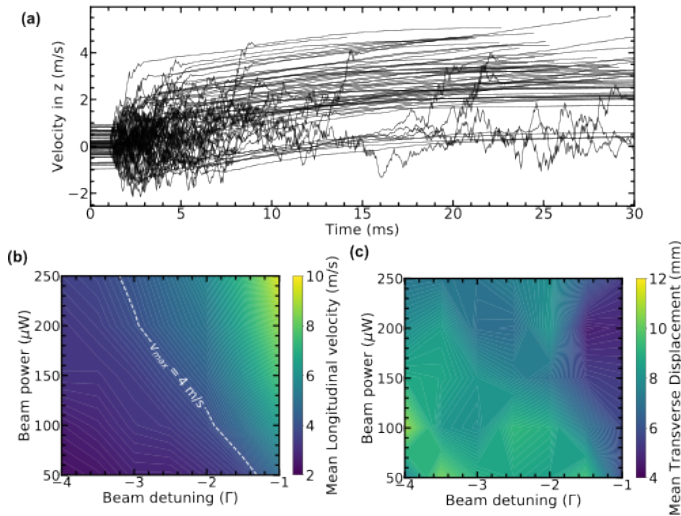 (a)
Velocity in z (m/s)
4
2
0
−2
0 5 10 15 20 25 30
Time (ms)
(b)
Beam power (μW)
250
200
150
100
50
v_max = 4 m/s
−4 −3 −2 −1
Beam detuning (Γ)
10
8
6
4
2
Mean Longitudinal velocity (m/s)
(c)
Beam power (μW)
250
200
150
100
50
−4 −3 −2 −1
Beam detuning (Γ)
12
10
8
6
4
Mean Transverse Displacement (mm)